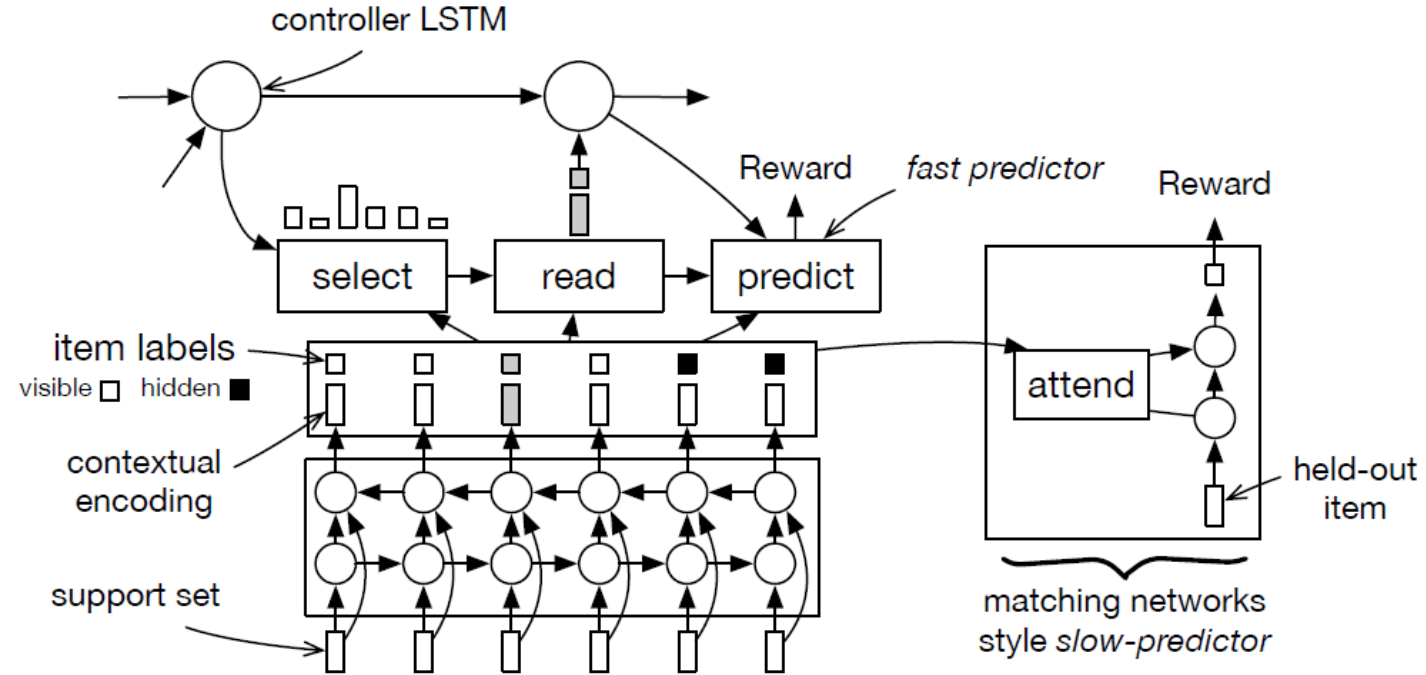 controller LSTM
Reward
fast predictor
Reward
select
read
predict
item labels
visible hidden
attend
contextual
encoding
held-out
item
support set
matching networks
style slow-predictor